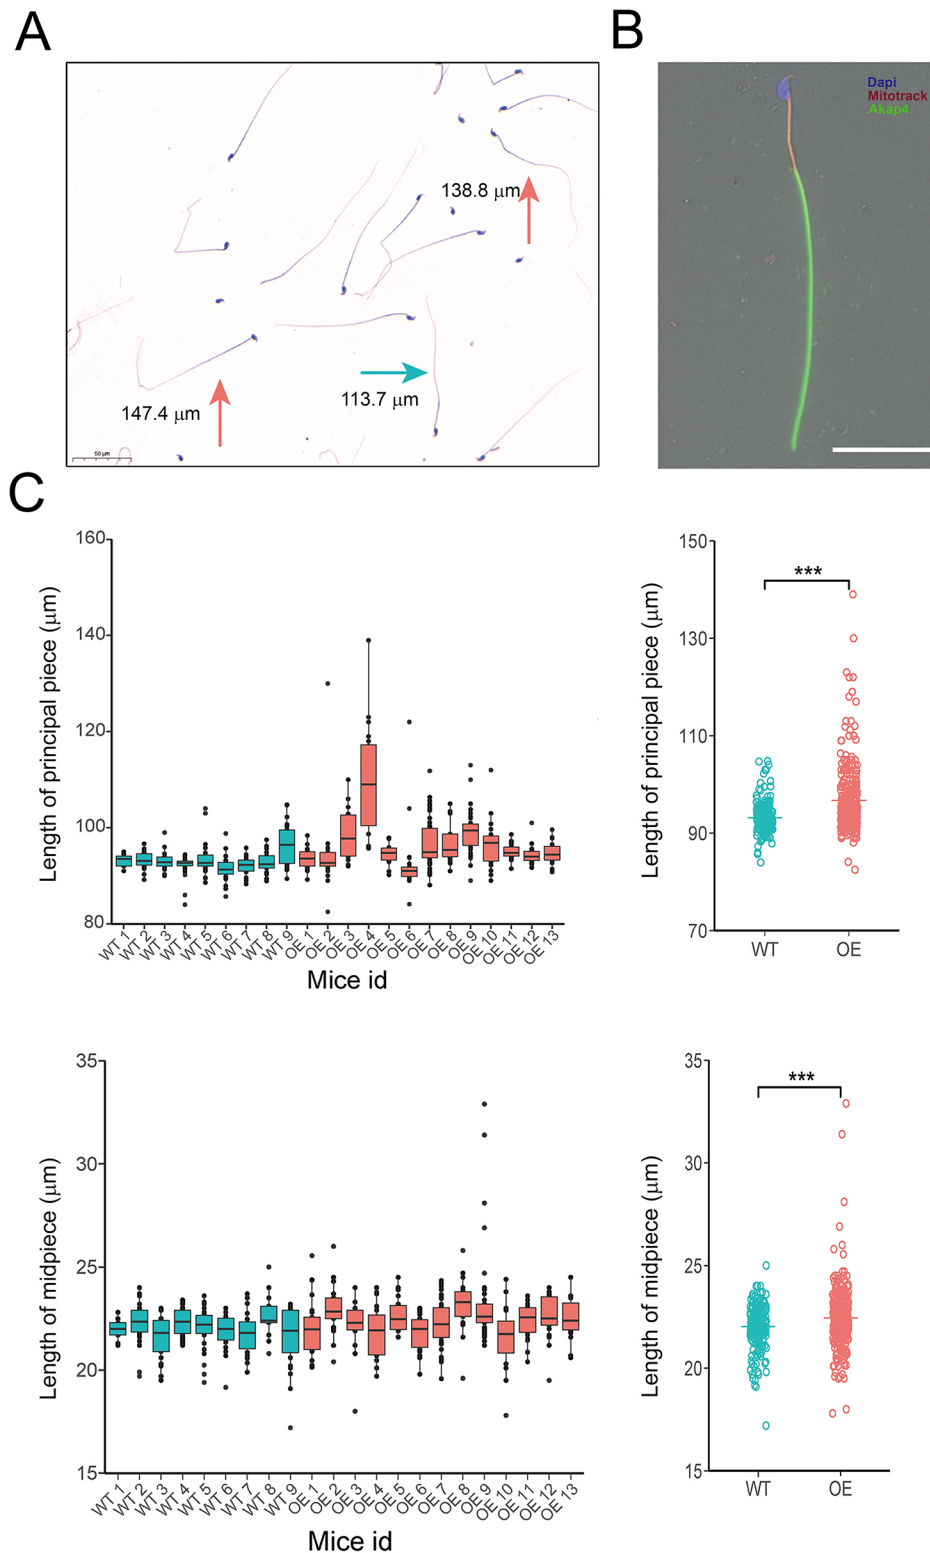 A
B
138.8 µm
147.4 µm
113.7 µm
50 µm
Dapi
Mitotrack
Akap4
C
Length of principal piece (µm)
160
140
120
100
80
WT 1
WT 2
WT 3
WT 4
WT 5
WT 6
WT 7
WT 8
WT 9
OE 1
OE 2
OE 3
OE 4
OE 5
OE 6
OE 7
OE 8
OE 9
OE 10
OE 11
OE 12
OE 13
Mice id
Length of principal piece (µm)
150
130
110
90
70
***
WT
OE
Length of midpiece (µm)
35
30
25
20
15
WT 1
WT 2
WT 3
WT 4
WT 5
WT 6
WT 7
WT 8
WT 9
OE 1
OE 2
OE 3
OE 4
OE 5
OE 6
OE 7
OE 8
OE 9
OE 10
OE 11
OE 12
OE 13
Mice id
Length of midpiece (µm)
35
30
25
20
15
***
WT
OE